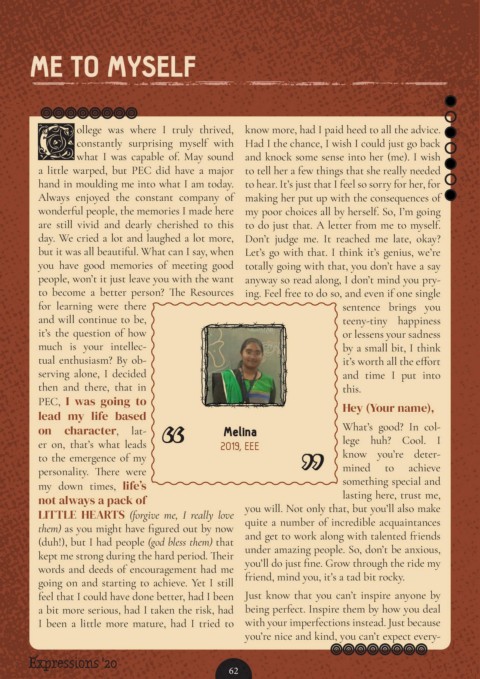 ME TO MYSELF
College was where I truly thrived,
constantly surprising myself with
what I was capable of. May sound
a little warped, but PEC did have a major
hand in moulding me into what I am today.
Always enjoyed the constant company of
wonderful people, the memories I made here
are still vivid and dearly cherished to this
day. We cried a lot and laughed a lot more,
but it was all beautiful. What can I say, when
you have good memories of meeting good
people, won't it just leave you with the want
to become a better person? The Resources
for learning were there
and will continue to be,
it's the question of how
much is your intellec-
tual enthusiasm? By ob-
serving alone, I decided
then and there, that in
PEC, I was going to
lead my life based
on character, lat-
er on, that's what leads
to the emergence of my
personality. There were
my down times, life's
not always a pack of
LITTLE HEARTS (forgive me, I really love
them) as you might have figured out by now
(duh!), but I had people (god bless them) that
kept me strong during the hard period. Their
words and deeds of encouragement had me
going on and starting to achieve. Yet I still
feel that I could have done better, had I been
a bit more serious, had I taken the risk, had
I been a little more mature, had I tried to
know more, had I paid heed to all the advice.
Had I the chance, I wish I could just go back
and knock some sense into her (me). I wish
to tell her a few things that she really needed
to hear. It's just that I feel so sorry for her, for
making her put up with the consequences of
my poor choices all by herself. So, I'm going
to do just that. A letter from me to myself.
Don't judge me. It reached me late, okay?
Let's go with that. I think it's genius, we're
totally going with that, you don't have a say
anyway so read along, I don't mind you pry-
ing. Feel free to do so, and even if one single
sentence brings you
teeny-tiny happiness
or lessens your sadness
by a small bit, I think
it's worth all the effort
and time I put into
this.
Hey (Your name),
What's good? In col-
lege huh? Cool. I
know you're deter-
mined to achieve
something special and
lasting here, trust me,
you will. Not only that, but you'll also make
quite a number of incredible acquaintances
and get to work along with talented friends
under amazing people. So, don't be anxious,
you'll do just fine. Grow through the ride my
friend, mind you, it's a tad bit rocky.
Just know that you can't inspire anyone by
being perfect. Inspire them by how you deal
with your imperfections instead. Just because
you're nice and kind, you can't expect every-
Melina
2019, EEE
Expressions '20
62